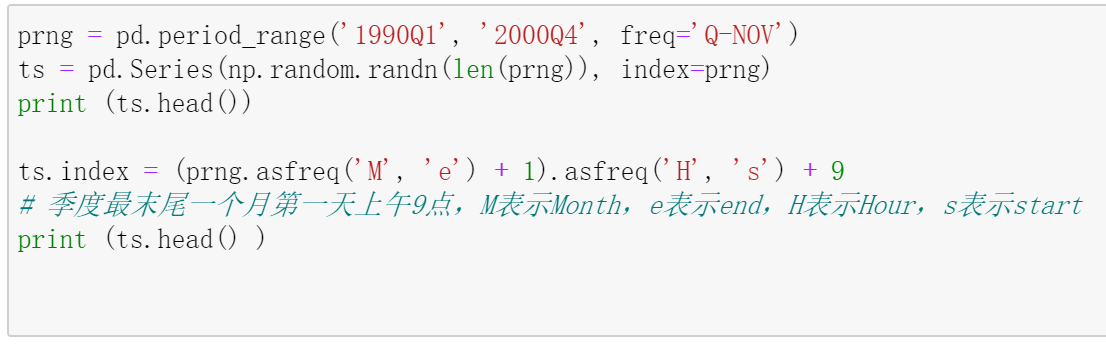 prng = pd.period_range('1990Q1', '2000Q4', freq='Q-NOV')
ts = pd.Series(np.random.randn(len(prng)), index=prng)
print (ts.head())
ts.index = (prng.asfreq('M', 'e') + 1).asfreq('H', 's') + 9
# 季度最末尾一个月第一天上午9点，M表示Month，e表示end，H表示Hour，s表示start
print (ts.head() )